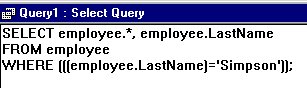 Query1 : Select Query
SELECT employee.*, employee.LastName
FROM employee
WHERE (((employee.LastName)='Simpson'));